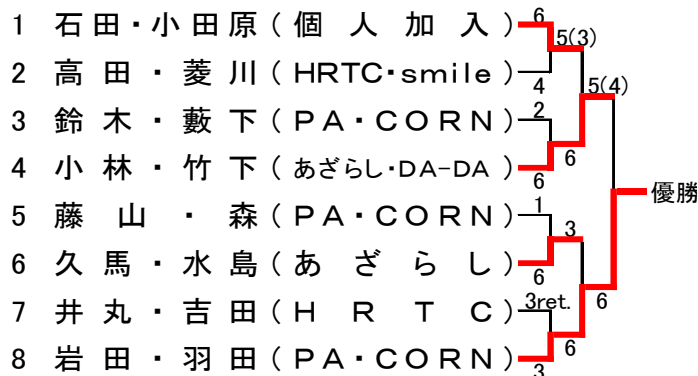 1 石田・小田原(個人加入) 6
5(3)
2 高田・菱川(HRTC・smile) 4
5(4)
3 鈴木・藪下(PA・CORN) 2
6
4 小林・竹下(あざらし・DA-DA) 6
優勝
5 藤山・森(PA・CORN) 1
3
6 久馬・水島(あざらし) 6
6
7 井丸・吉田(HRTC) 3ret.
6
8 岩田・羽田(PA・CORN) 3